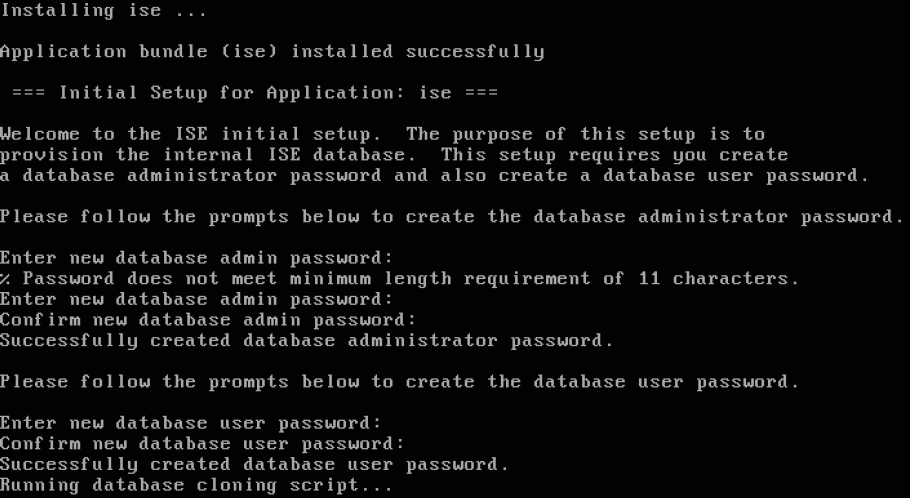 Installing ise ...
Application bundle (ise) installed successfully
=== Initial Setup for Application: ise ===
Welcome to the ISE initial setup.  The purpose of this setup is to
provision the internal ISE database.  This setup requires you create
a database administrator password and also create a database user password.
Please follow the prompts below to create the database administrator password.
Enter new database admin password:
% Password does not meet minimum length requirement of 11 characters.
Enter new database admin password:
Confirm new database admin password:
Successfully created database administrator password.
Please follow the prompts below to create the database user password.
Enter new database user password:
Confirm new database user password:
Successfully created database user password.
Running database cloning script...